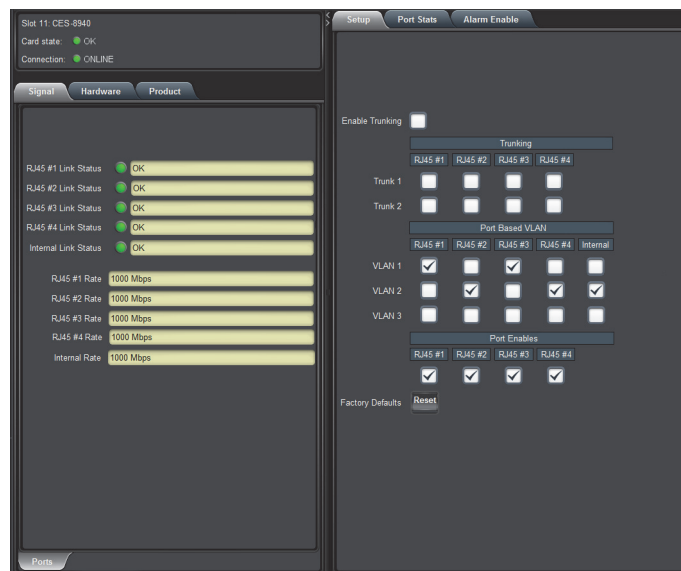 Slot 11: CES-8940
Card state: OK
Connection: ONLINE
Signal Hardware Product
RJ45 #1 Link Status OK
RJ45 #2 Link Status OK
RJ45 #3 Link Status OK
RJ45 #4 Link Status OK
Internal Link Status OK
RJ45 #1 Rate 1000 Mbps
RJ45 #2 Rate 1000 Mbps
RJ45 #3 Rate 1000 Mbps
RJ45 #4 Rate 1000 Mbps
Internal Rate 1000 Mbps
Ports
Setup Port Stats Alarm Enable
Enable Trunking
Trunking
RJ45 #1 RJ45 #2 RJ45 #3 RJ45 #4
Trunk 1
Trunk 2
Port Based VLAN
RJ45 #1 RJ45 #2 RJ45 #3 RJ45 #4 Internal
VLAN 1
VLAN 2
VLAN 3
Port Enables
RJ45 #1 RJ45 #2 RJ45 #3 RJ45 #4
Factory Defaults Reset